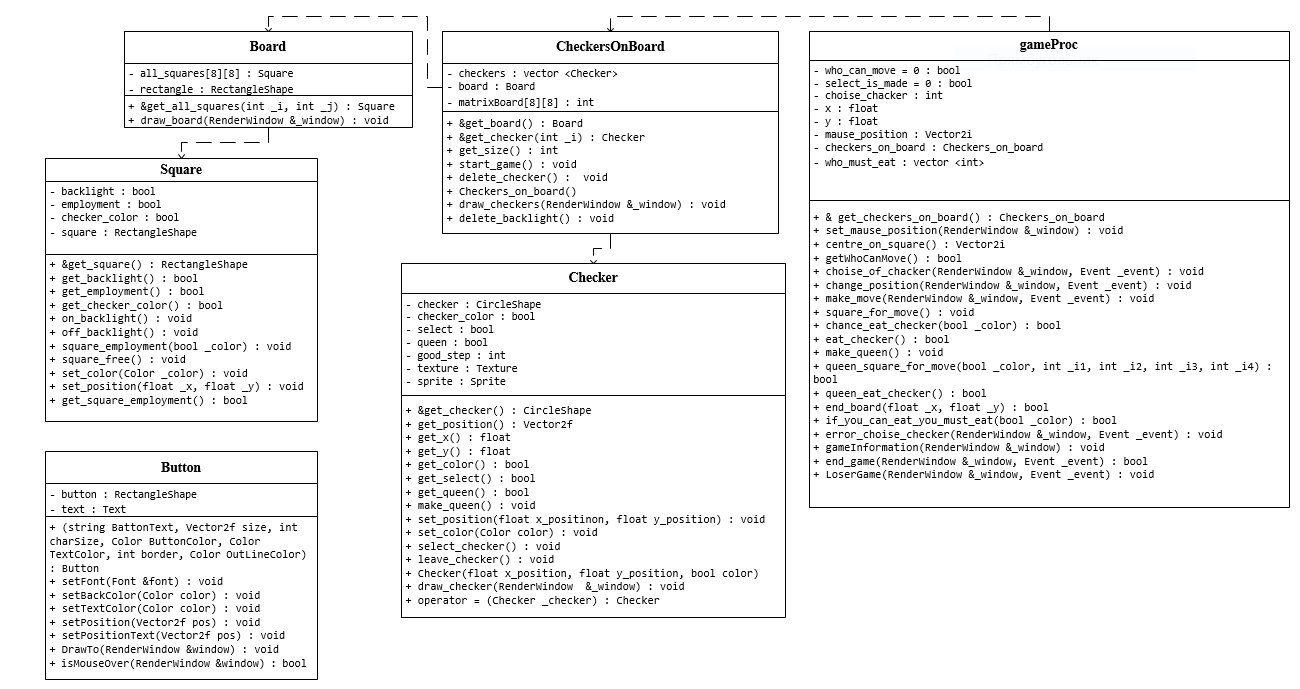 Board
- all_squares[8][8] : Square
- rectangle : RectangleShape
+ &get_all_squares(int _i, int _j) : Square
+ draw_board(RenderWindow &_window) : void
Square
- backlight : bool
- employment : bool
- checker_color : bool
- square : RectangleShape
+ &get_square() : RectangleShape
+ get_backlight() : bool
+ get_employment() : bool
+ get_checker_color() : bool
+ on_backlight() : void
+ off_backlight() : void
+ square_employment(bool _color) : void
+ square_free() : void
+ set_color(Color _color) : void
+ set_position(float _x, float _y) : void
+ get_square_employment() : bool
Button
- button : RectangleShape
- text : Text
+ (string BattonText, Vector2f size, int
charSize, Color ButtonColor, Color
TextColor, int border, Color OutLineColor)
: Button
+ setFont(Font &font) : void
+ setBackColor(Color color) : void
+ setTextColor(Color color) : void
+ setPosition(Vector2f pos) : void
+ setPositionText(Vector2f pos) : void
+ DrawTo(RenderWindow &window) : void
+ isMouseOver(RenderWindow &window) : bool
CheckersOnBoard
- checkers : vector <Checker>
- board : Board
- matrixBoard[8][8] : int
+ &get_board() : Board
+ &get_checker(int _i) : Checker
+ get_size() : int
+ start_game() : void
+ delete_checker() :  void
+ Checkers_on_board()
+ draw_checkers(RenderWindow &_window) : void
+ delete_backlight() : void
Checker
- checker : CircleShape
- checker_color : bool
- select : bool
- queen : bool
- good_step : int
- texture : Texture
- sprite : Sprite
+ &get_checker() : CircleShape
+ get_position() : Vector2f
+ get_x() : float
+ get_y() : float
+ get_color() : bool
+ get_select() : bool
+ get_queen() : bool
+ make_queen() : void
+ set_position(float x_positinon, float y_position) : void
+ set_color(Color color) : void
+ select_checker() : void
+ leave_checker() : void
+ Checker(float x_position, float y_position, bool color)
+ draw_checker(RenderWindow  &_window) : void
+ operator = (Checker _checker) : Checker
gameProc
- who_can_move = 0 : bool
- select_is_made = 0 : bool
- choise_chacker : int
- x : float
- y : float
- mause_position : Vector2i
- checkers_on_board : Checkers_on_board
- who_must_eat : vector <int>
+ & get_checkers_on_board() : Checkers_on_board
+ set_mause_position(RenderWindow &_window) : void
+ centre_on_square() : Vector2i
+ getWhoCanMove() : bool
+ choise_of_chacker(RenderWindow &_window, Event _event) : void
+ change_position(RenderWindow &_window, Event _event) : void
+ make_move(RenderWindow &_window, Event _event) : void
+ square_for_move() : void
+ chance_eat_checker(bool _color) : bool
+ eat_checker() : bool
+ make_queen() : void
+ queen_square_for_move(bool _color, int _i1, int _i2, int _i3, int _i4) :
bool
+ queen_eat_checker() : bool
+ end_board(float _x, float _y) : bool
+ if_you_can_eat_you_must_eat(bool _color) : bool
+ error_choise_checker(RenderWindow &_window, Event _event) : void
+ gameInformation(RenderWindow &_window) : void
+ end_game(RenderWindow &_window, Event _event) : bool
+ LoserGame(RenderWindow &_window, Event _event) : void